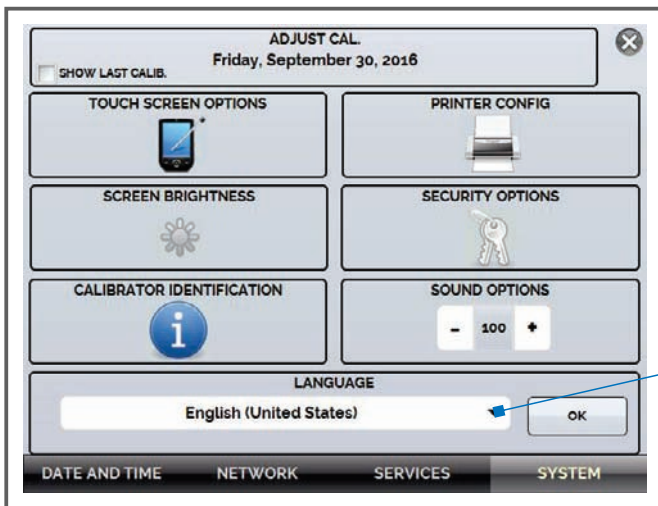 ADJUST CAL.
Friday, September 30, 2016
SHOW LAST CALIB.
TOUCH SCREEN OPTIONS
PRINTER CONFIG
SCREEN BRIGHTNESS
SECURITY OPTIONS
CALIBRATOR IDENTIFICATION
SOUND OPTIONS
- 100 +
LANGUAGE
English (United States)
OK
DATE AND TIME NETWORK SERVICES SYSTEM